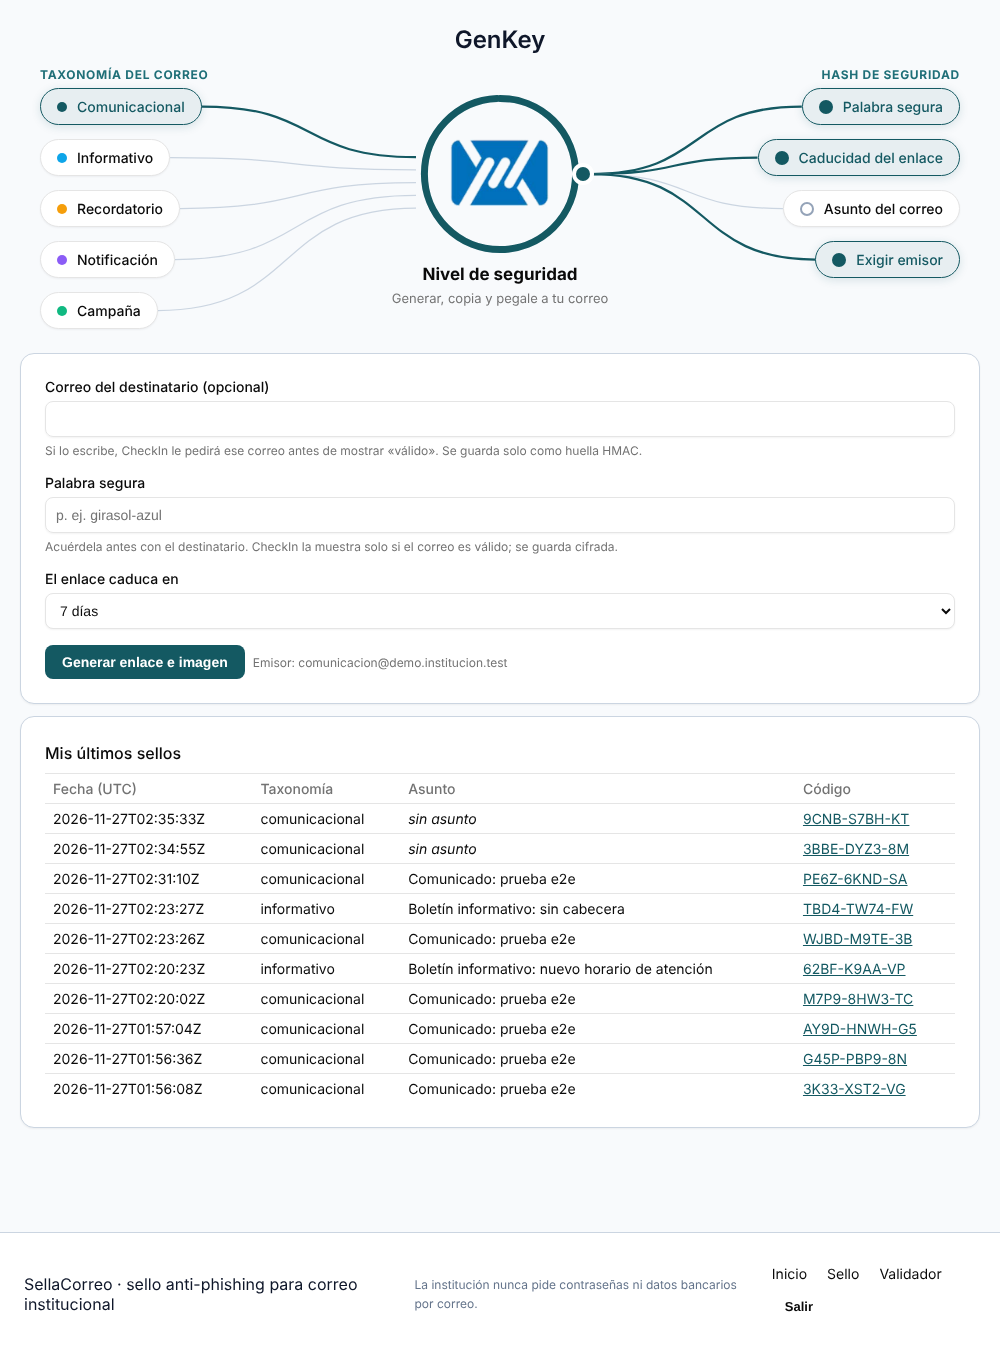 GenKey
TAXONOMÍA DEL CORREO
Comunicacional
Informativo
Recordatorio
Notificación
Campaña
Nivel de seguridad
Generar, copia y pegale a tu correo
HASH DE SEGURIDAD
Palabra segura
Caducidad del enlace
Asunto del correo
Exigir emisor
Correo del destinatario (opcional)
Si lo escribe, CheckIn le pedirá ese correo antes de mostrar «válido». Se guarda solo como huella HMAC.
Palabra segura
p. ej. girasol-azul
Acuérdela antes con el destinatario. CheckIn la muestra solo si el correo es válido; se guarda cifrada.
El enlace caduca en
7 días
Generar enlace e imagen Emisor: comunicacion@demo.institucion.test
Mis últimos sellos
Fecha (UTC) Taxonomía Asunto Código
2026-11-27T02:35:33Z comunicacional sin asunto 9CNB-S7BH-KT
2026-11-27T02:34:55Z comunicacional sin asunto 3BBE-DYZ3-8M
2026-11-27T02:31:10Z comunicacional Comunicado: prueba e2e PE6Z-6KND-SA
2026-11-27T02:23:27Z informativo Boletín informativo: sin cabecera TBD4-TW74-FW
2026-11-27T02:23:26Z comunicacional Comunicado: prueba e2e WJBD-M9TE-3B
2026-11-27T02:20:23Z informativo Boletín informativo: nuevo horario de atención 62BF-K9AA-VP
2026-11-27T02:20:02Z comunicacional Comunicado: prueba e2e M7P9-8HW3-TC
2026-11-27T01:57:04Z comunicacional Comunicado: prueba e2e AY9D-HNWH-G5
2026-11-27T01:56:36Z comunicacional Comunicado: prueba e2e G45P-PBP9-8N
2026-11-27T01:56:08Z comunicacional Comunicado: prueba e2e 3K33-XST2-VG
SellaCorreo · sello anti-phishing para correo
institucional
La institución nunca pide contraseñas ni datos bancarios
por correo.
Inicio Sello Validador
Salir